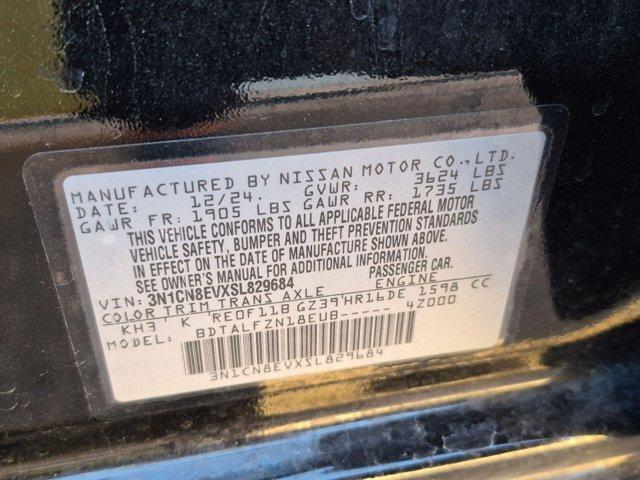 MANUFACTURED BY NISSAN MOTOR CO., LTD.
DATE: 12/24. GVWR: 3624 LBS
GAWR FR: 1905 LBS GAWR RR: 1735 LBS
THIS VEHICLE CONFORMS TO ALL APPLICABLE FEDERAL MOTOR
VEHICLE SAFETY, BUMPER AND THEFT PREVENTION STANDARDS
IN EFFECT ON THE DATE OF MANUFACTURE SHOWN ABOVE.
SEE OWNER'S MANUAL FOR ADDITIONAL INFORMATION.
VIN: 3N1CN8EVXSL829684 PASSENGER CAR.
COLOR TRIM TRANS AXLE ENGINE
KH3 K RE0F11B GZ39 HR16DE 1598 CC
MODEL: BDTALFZN18EUB----- 4Z000
3N1CN8EVXSL829684